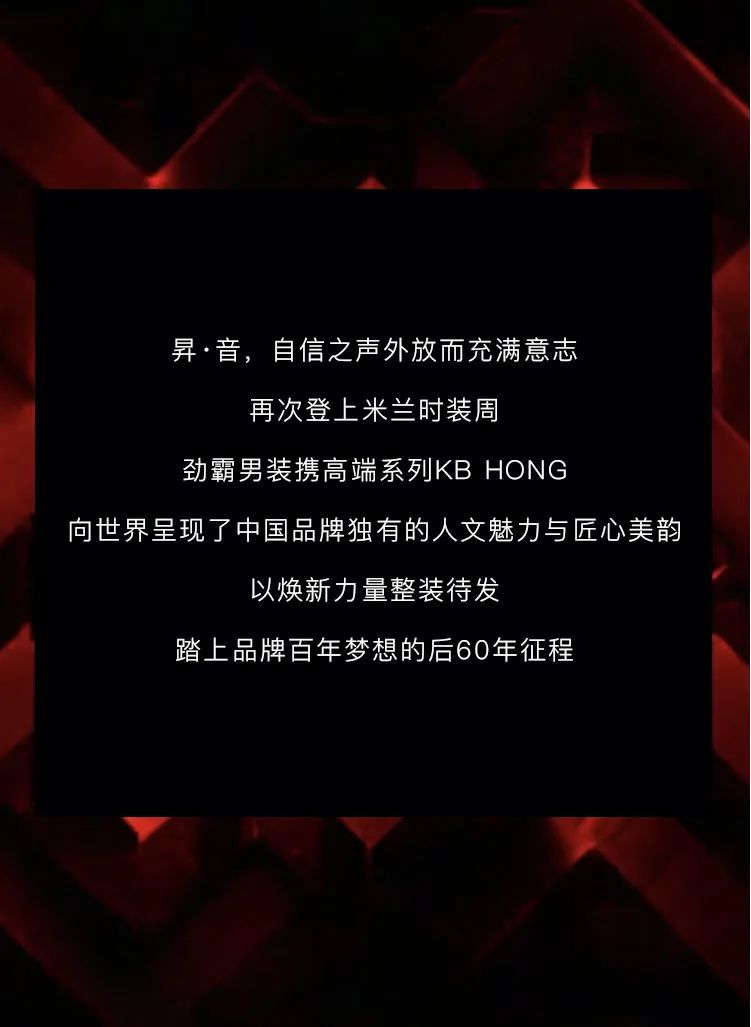 昇·音，自信之声外放而充满意志
再次登上米兰时装周
劲霸男装携高端系列KB HONG
向世界呈现了中国品牌独有的人文魅力与匠心美韵
以焕新力量整装待发
踏上品牌百年梦想的后60年征程